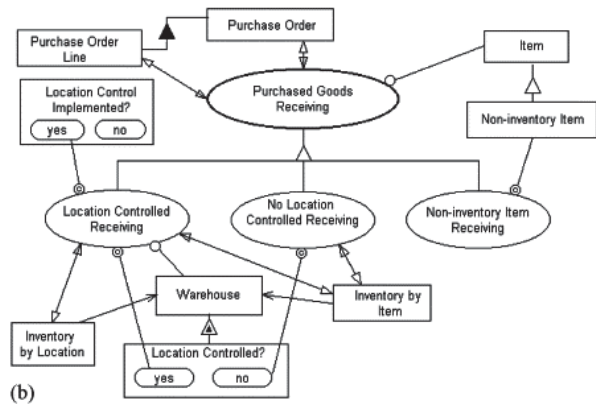 Purchase Order
Purchase Order
Line
Item
Location Control
Implemented?
yes
no
Purchased Goods
Receiving
Non-inventory Item
Location Controlled
Receiving
No Location
Controlled Receiving
Non-inventory Item
Receiving
Warehouse
Inventory by
Item
Inventory
by Location
Location Controlled?
yes
no
(b)